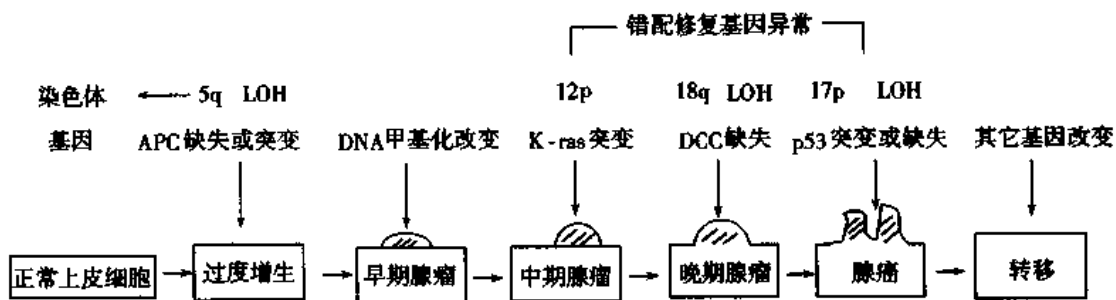 错配修复基因异常
染色体 5q LOH 12p 18q LOH 17p LOH
基因 APC缺失或突变 DNA甲基化改变 K-ras突变 DCC缺失 p53突变或缺失 其它基因改变
正常上皮细胞 过度增生 早期腺瘤 中期腺瘤 晚期腺瘤 腺癌 转移